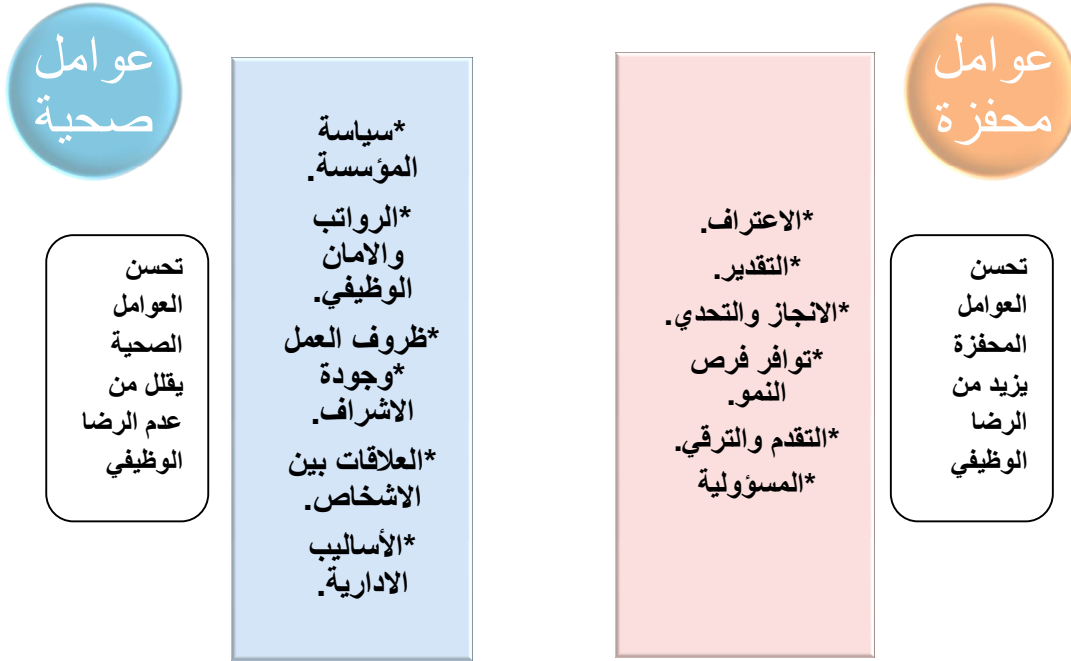 عوامل
محفزة
*الاعتراف.
*التقدير.
*الانجاز والتحدي.
*توافر فرص
النمو.
*التقدم والترقي.
*المسؤولية
تحسن
العوامل
المحفزة
يزيد من
الرضا
الوظيفي
عوامل
صحية
*سياسة
المؤسسة.
*الرواتب
والامان
الوظيفي.
*ظروف العمل
*وجودة
الاشراف.
*العلاقات بين
الاشخاص.
*الأساليب
الادارية.
تحسن
العوامل
الصحية
يقلل من
عدم الرضا
الوظيفي